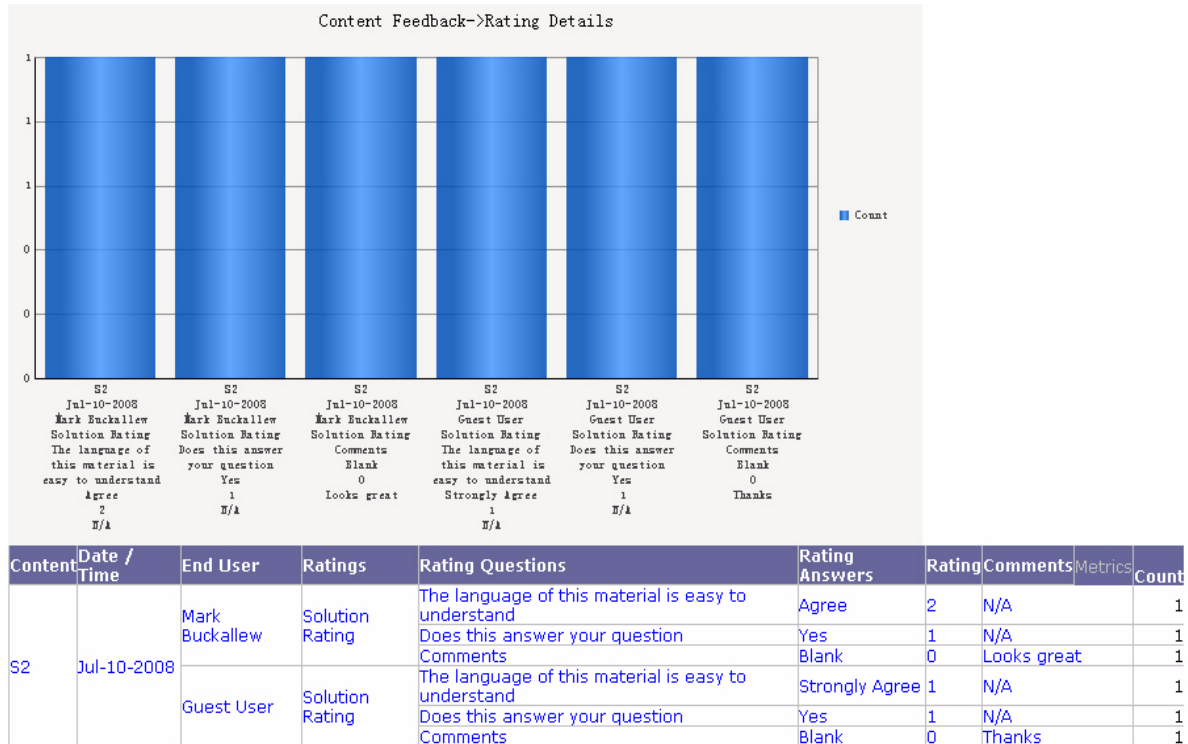 Content Feedback->Rating Details
1
1
1
0
0
0
Count
S2
Jul-10-2008
Mark Buckallew
Solution Rating
The language of
this material is
easy to understand
Agree
2
N/A
S2
Jul-10-2008
Mark Buckallew
Solution Rating
Does this answer
your question
Yes
1
N/A
S2
Jul-10-2008
Mark Buckallew
Solution Rating
Comments
Blank
0
Looks great
S2
Jul-10-2008
Guest User
Solution Rating
The language of
this material is
easy to understand
Strongly Agree
1
N/A
S2
Jul-10-2008
Guest User
Solution Rating
Does this answer
your question
Yes
1
N/A
S2
Jul-10-2008
Guest User
Solution Rating
Comments
Blank
0
Thanks
Content Date / Time End User Ratings Rating Questions Rating Answers Rating Comments Metrics Count
S2 Jul-10-2008 Mark Buckallew Solution Rating The language of this material is easy to understand Agree 2 N/A 1
Does this answer your question Yes 1 N/A 1
Comments Blank 0 Looks great 1
Guest User Solution Rating The language of this material is easy to understand Strongly Agree 1 N/A 1
Does this answer your question Yes 1 N/A 1
Comments Blank 0 Thanks 1